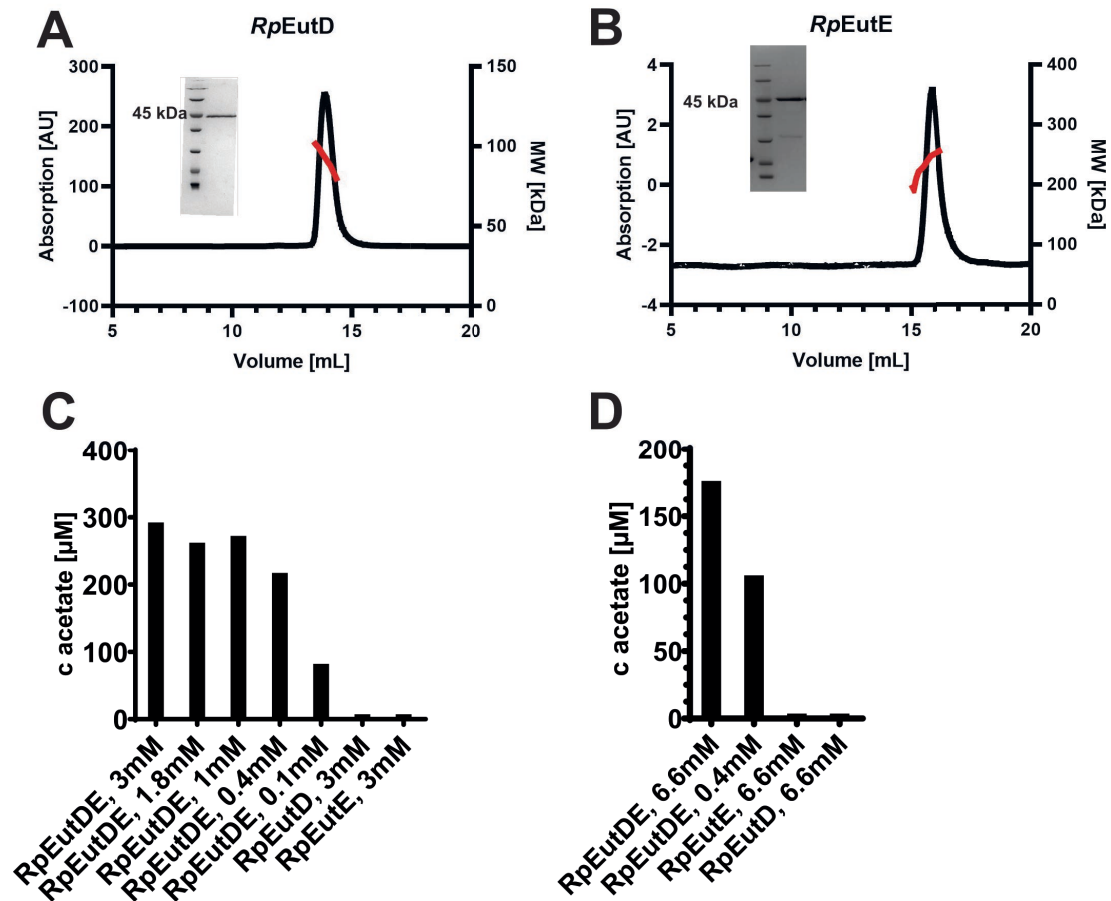 A
RpEutD
300
200
100
0
-100
Absorption [AU]
45 kDa
150
100
50
0
MW [kDa]
5
10
15
20
Volume [mL]
B
RpEutE
4
2
0
-2
-4
Absorption [AU]
45 kDa
400
300
200
100
0
MW [kDa]
5
10
15
20
Volume [mL]
C
400
300
200
100
0
c acetate [µM]
RpEutDE, 3mM
RpEutDE, 1.8mM
RpEutDE, 1mM
RpEutDE, 0.4mM
RpEutDE, 0.1mM
RpEutD, 3mM
RpEutE, 3mM
D
200
150
100
50
0
c acetate [µM]
RpEutDE, 6.6mM
RpEutDE, 0.4mM
RpEutE, 6.6mM
RpEutD, 6.6mM